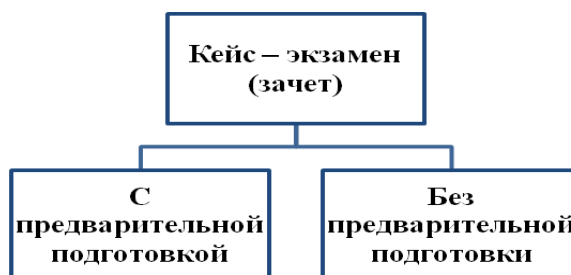 Кейс – экзамен
(зачет)
С
предварительной
подготовкой
Без
предварительной
подготовки